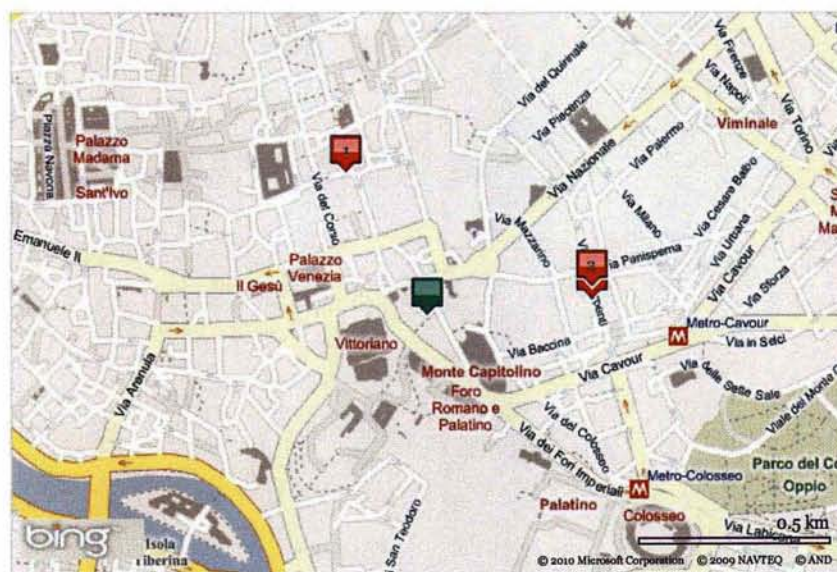 Via Firenze
Via Napoli
Via del Quirinale
Via Piacenza
Via Torino
Viminale
Piazza Navona
Palazzo
Madama
1
Via Nazionale
Via Palermo
Sant'Ivo
Via del Corso
Via Milano
Via Cesare Balbo
Via Mazzarino
Via Urbana
Emanuele II
Palazzo
Venezia
2
Via Panisperna
Via Cavour
Via Sforza
Il Gesù
Metro-Cavour
M
Vittoriano
Via Baccina
Via in Selci
Via Arenula
Monte Capitolino
Via Cavour
Foro
Romano e
Palatino
Via delle Sette Sale
Viale del Monte
Via del Colosseo
Via dei Fori Imperiali
Parco del Co
Oppio
Metro-Colosseo
M
Palatino
Colosseo
0.5 km
Via Labicana
bing
Isola
San Teodoro
© 2010 Microsoft Corporation © 2009 NAVTEQ © AND